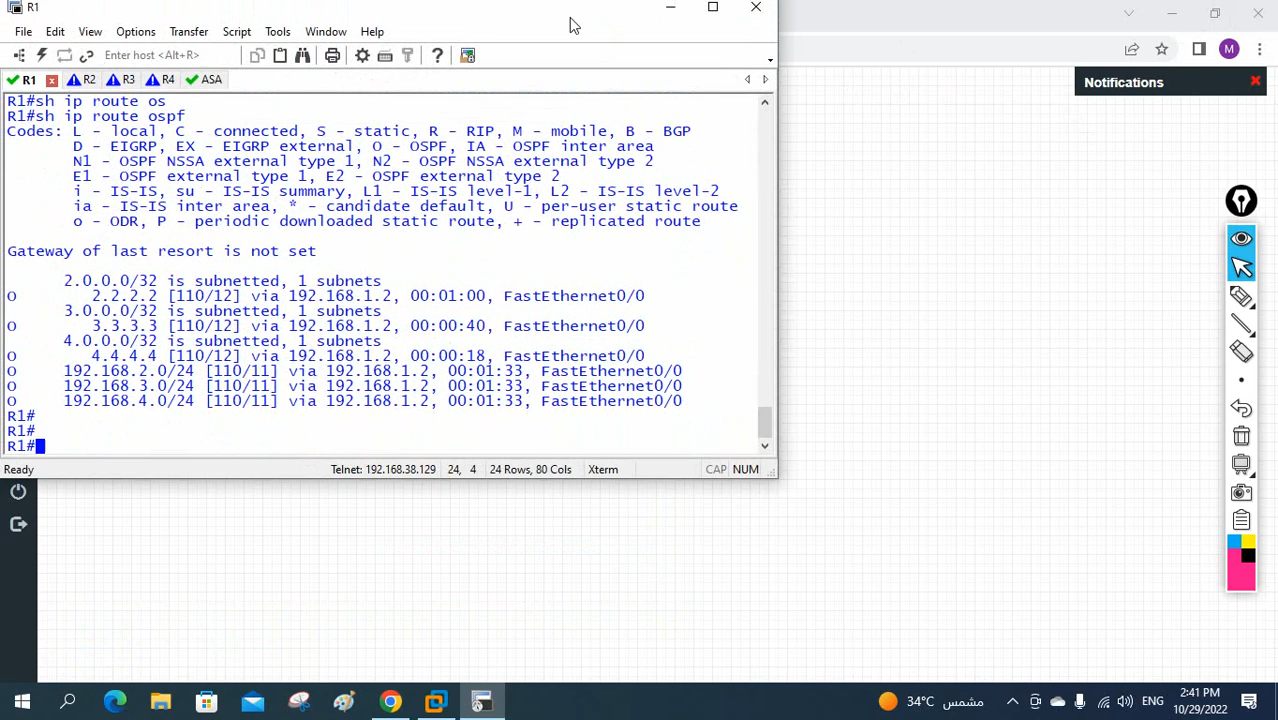 R1
File Edit View Options Transfer Script Tools Window Help
Enter host <Alt+R>
R1 R2 R3 R4 ASA
R1#sh ip route os
R1#sh ip route ospf
Codes: L - local, C - connected, S - static, R - RIP, M - mobile, B - BGP
D - EIGRP, EX - EIGRP external, O - OSPF, IA - OSPF inter area
N1 - OSPF NSSA external type 1, N2 - OSPF NSSA external type 2
E1 - OSPF external type 1, E2 - OSPF external type 2
i - IS-IS, su - IS-IS summary, L1 - IS-IS level-1, L2 - IS-IS level-2
ia - IS-IS inter area, * - candidate default, U - per-user static route
o - ODR, P - periodic downloaded static route, + - replicated route
Gateway of last resort is not set
2.0.0.0/32 is subnetted, 1 subnets
O 2.2.2.2 [110/12] via 192.168.1.2, 00:01:00, FastEthernet0/0
3.0.0.0/32 is subnetted, 1 subnets
O 3.3.3.3 [110/12] via 192.168.1.2, 00:00:40, FastEthernet0/0
4.0.0.0/32 is subnetted, 1 subnets
O 4.4.4.4 [110/12] via 192.168.1.2, 00:00:18, FastEthernet0/0
O 192.168.2.0/24 [110/11] via 192.168.1.2, 00:01:33, FastEthernet0/0
O 192.168.3.0/24 [110/11] via 192.168.1.2, 00:01:33, FastEthernet0/0
O 192.168.4.0/24 [110/11] via 192.168.1.2, 00:01:33, FastEthernet0/0
R1#
R1#
R1#
Ready Telnet: 192.168.38.129 24, 4 24 Rows, 80 Cols Xterm CAP NUM
M
Notifications
34°C مشمس ENG 2:41 PM
10/29/2022